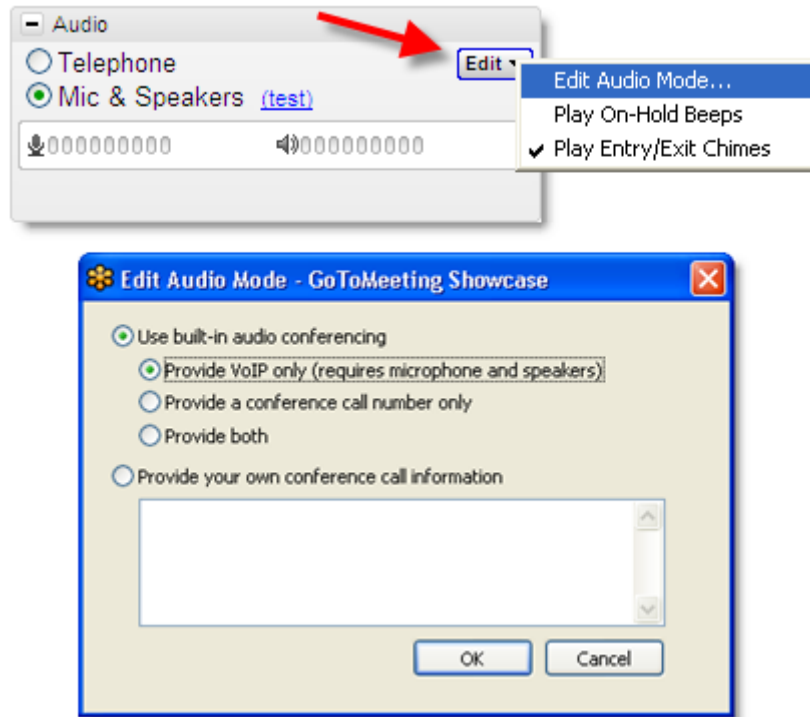 Audio
Telephone
Edit
Mic & Speakers (test)
000000000 000000000
Edit Audio Mode...
Play On-Hold Beeps
Play Entry/Exit Chimes
Edit Audio Mode - GoToMeeting Showcase
Use built-in audio conferencing
Provide VoIP only (requires microphone and speakers)
Provide a conference call number only
Provide both
Provide your own conference call information
OK Cancel